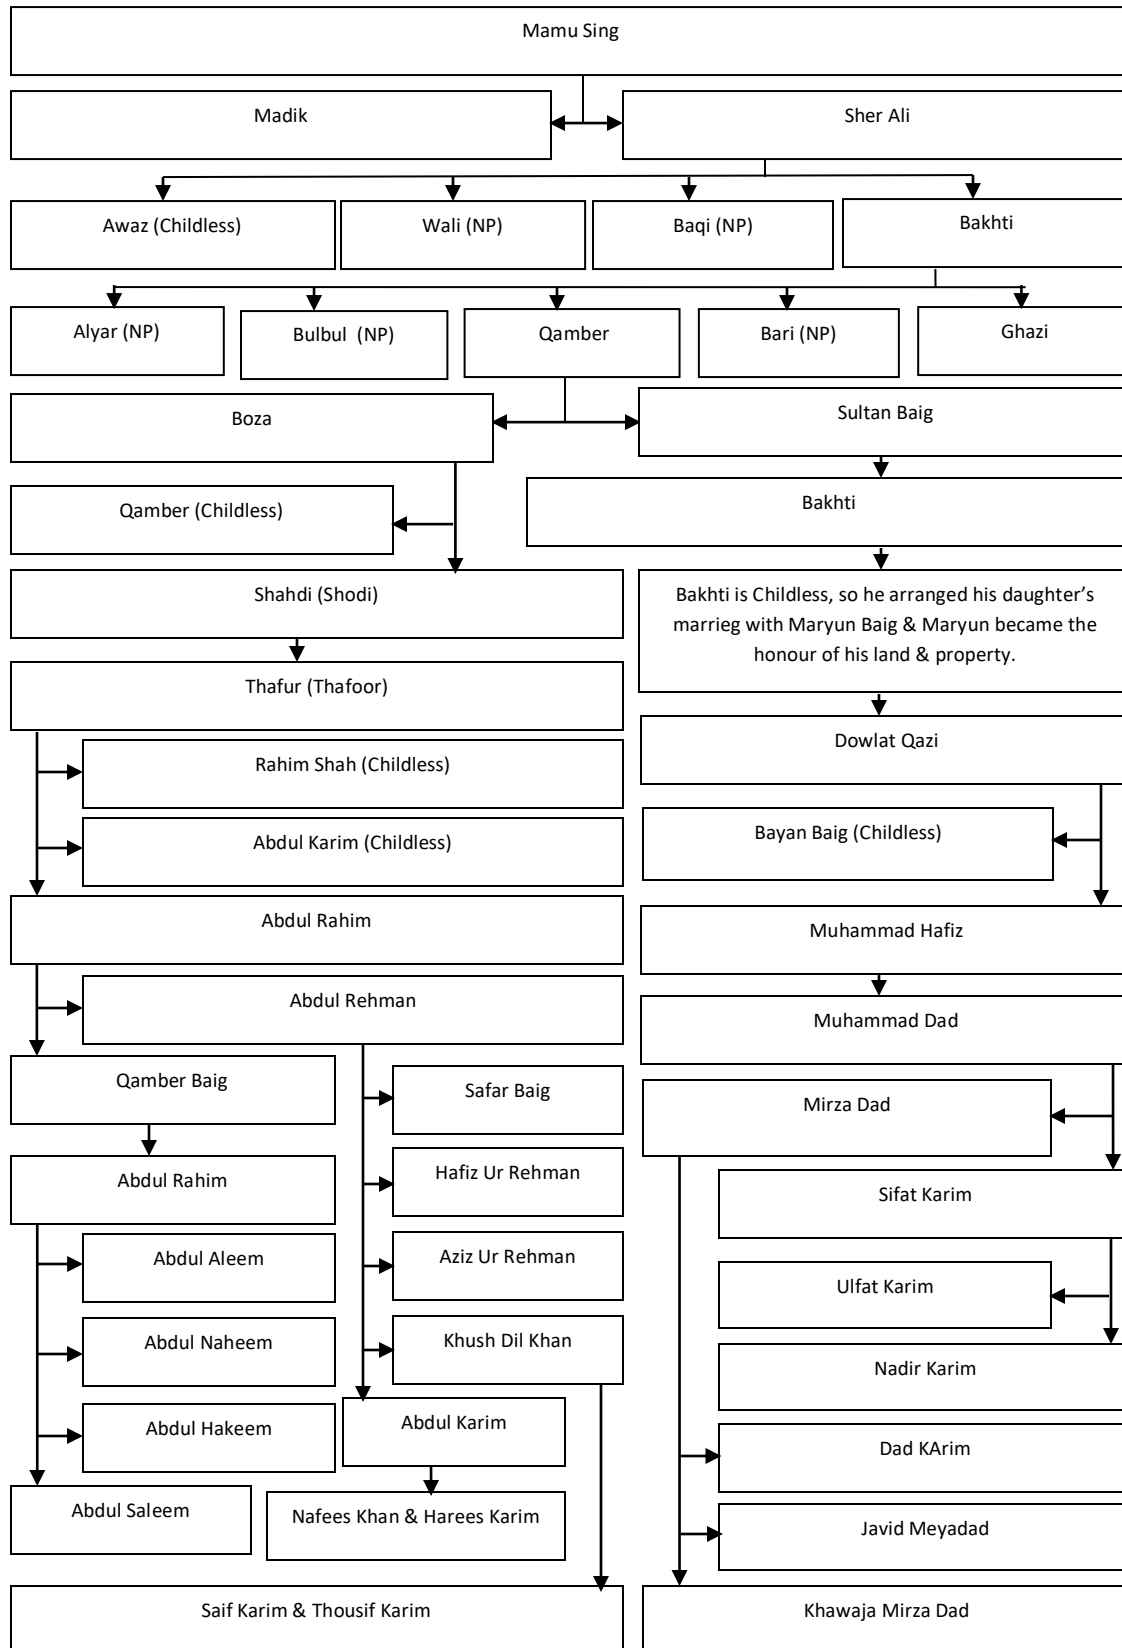 Mamu Sing
Madik
Sher Ali
Awaz (Childless)
Wali (NP)
Baqi (NP)
Bakhti
Alyar (NP)
Bulbul (NP)
Qamber
Bari (NP)
Ghazi
Boza
Sultan Baig
Qamber (Childless)
Bakhti
Shahdi (Shodi)
Bakhti is Childless, so he arranged his daughter's
marrieg with Maryun Baig & Maryun became the
honour of his land & property.
Thafur (Thafoor)
Dowlat Qazi
Rahim Shah (Childless)
Abdul Karim (Childless)
Bayan Baig (Childless)
Abdul Rahim
Muhammad Hafiz
Abdul Rehman
Muhammad Dad
Qamber Baig
Safar Baig
Mirza Dad
Abdul Rahim
Hafiz Ur Rehman
Sifat Karim
Abdul Aleem
Aziz Ur Rehman
Ulfat Karim
Abdul Naheem
Khush Dil Khan
Nadir Karim
Abdul Hakeem
Abdul Karim
Dad KArim
Abdul Saleem
Nafees Khan & Harees Karim
Javid Meyadad
Saif Karim & Thousif Karim
Khawaja Mirza Dad